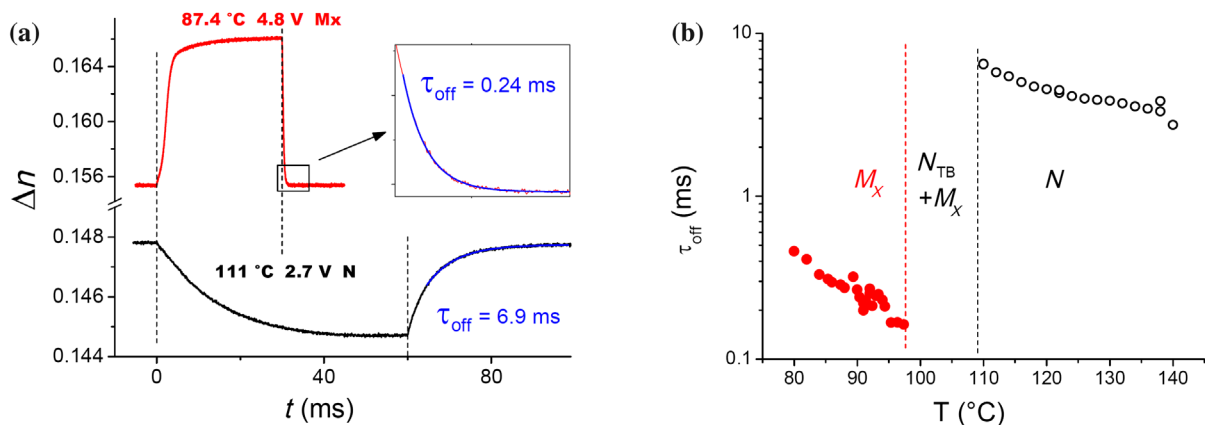 (a)
87.4 °C 4.8 V Mx
τoff = 0.24 ms
0.164
0.160
0.156
0.148
0.146
0.144
Δn
111 °C 2.7 V N
τoff = 6.9 ms
0
40
80
t (ms)
(b)
10
1
0.1
τoff (ms)
MX
NTB
+MX
N
80
90
100
110
120
130
140
T (°C)